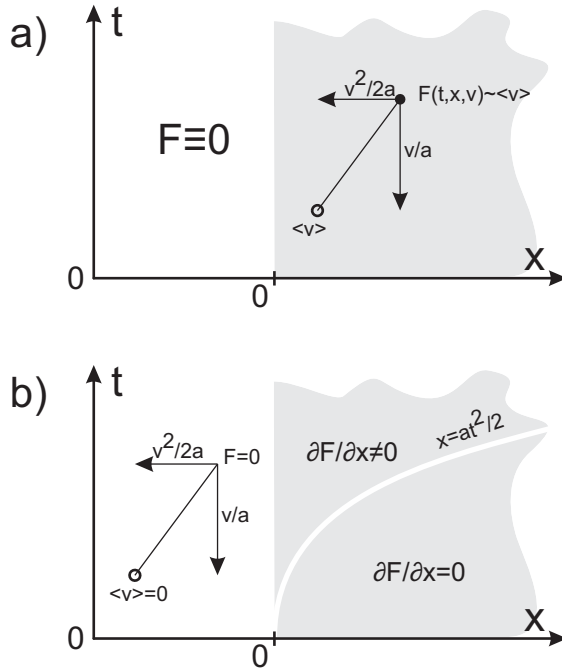 a)
t
v²/2a
F(t,x,v)~<v>
F≡0
v/a
<v>
0
0
x
b)
t
v²/2a
F=0
∂F/∂x≠0
x=at²/2
v/a
<v>=0
∂F/∂x=0
0
0
x